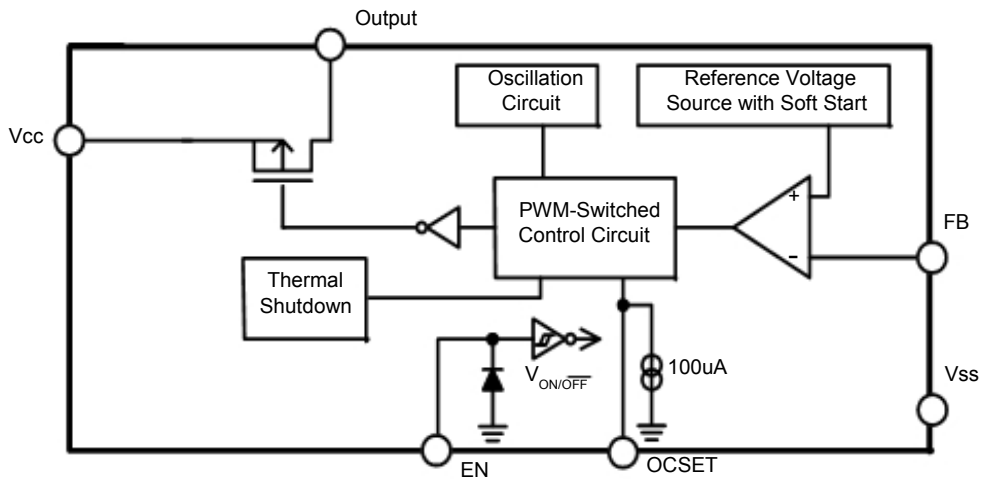 Output
Oscillation
Circuit
Reference Voltage
Source with Soft Start
Vcc
PWM-Switched
Control Circuit
+
−
FB
Thermal
Shutdown
VON/OFF
100uA
Vss
EN
OCSET